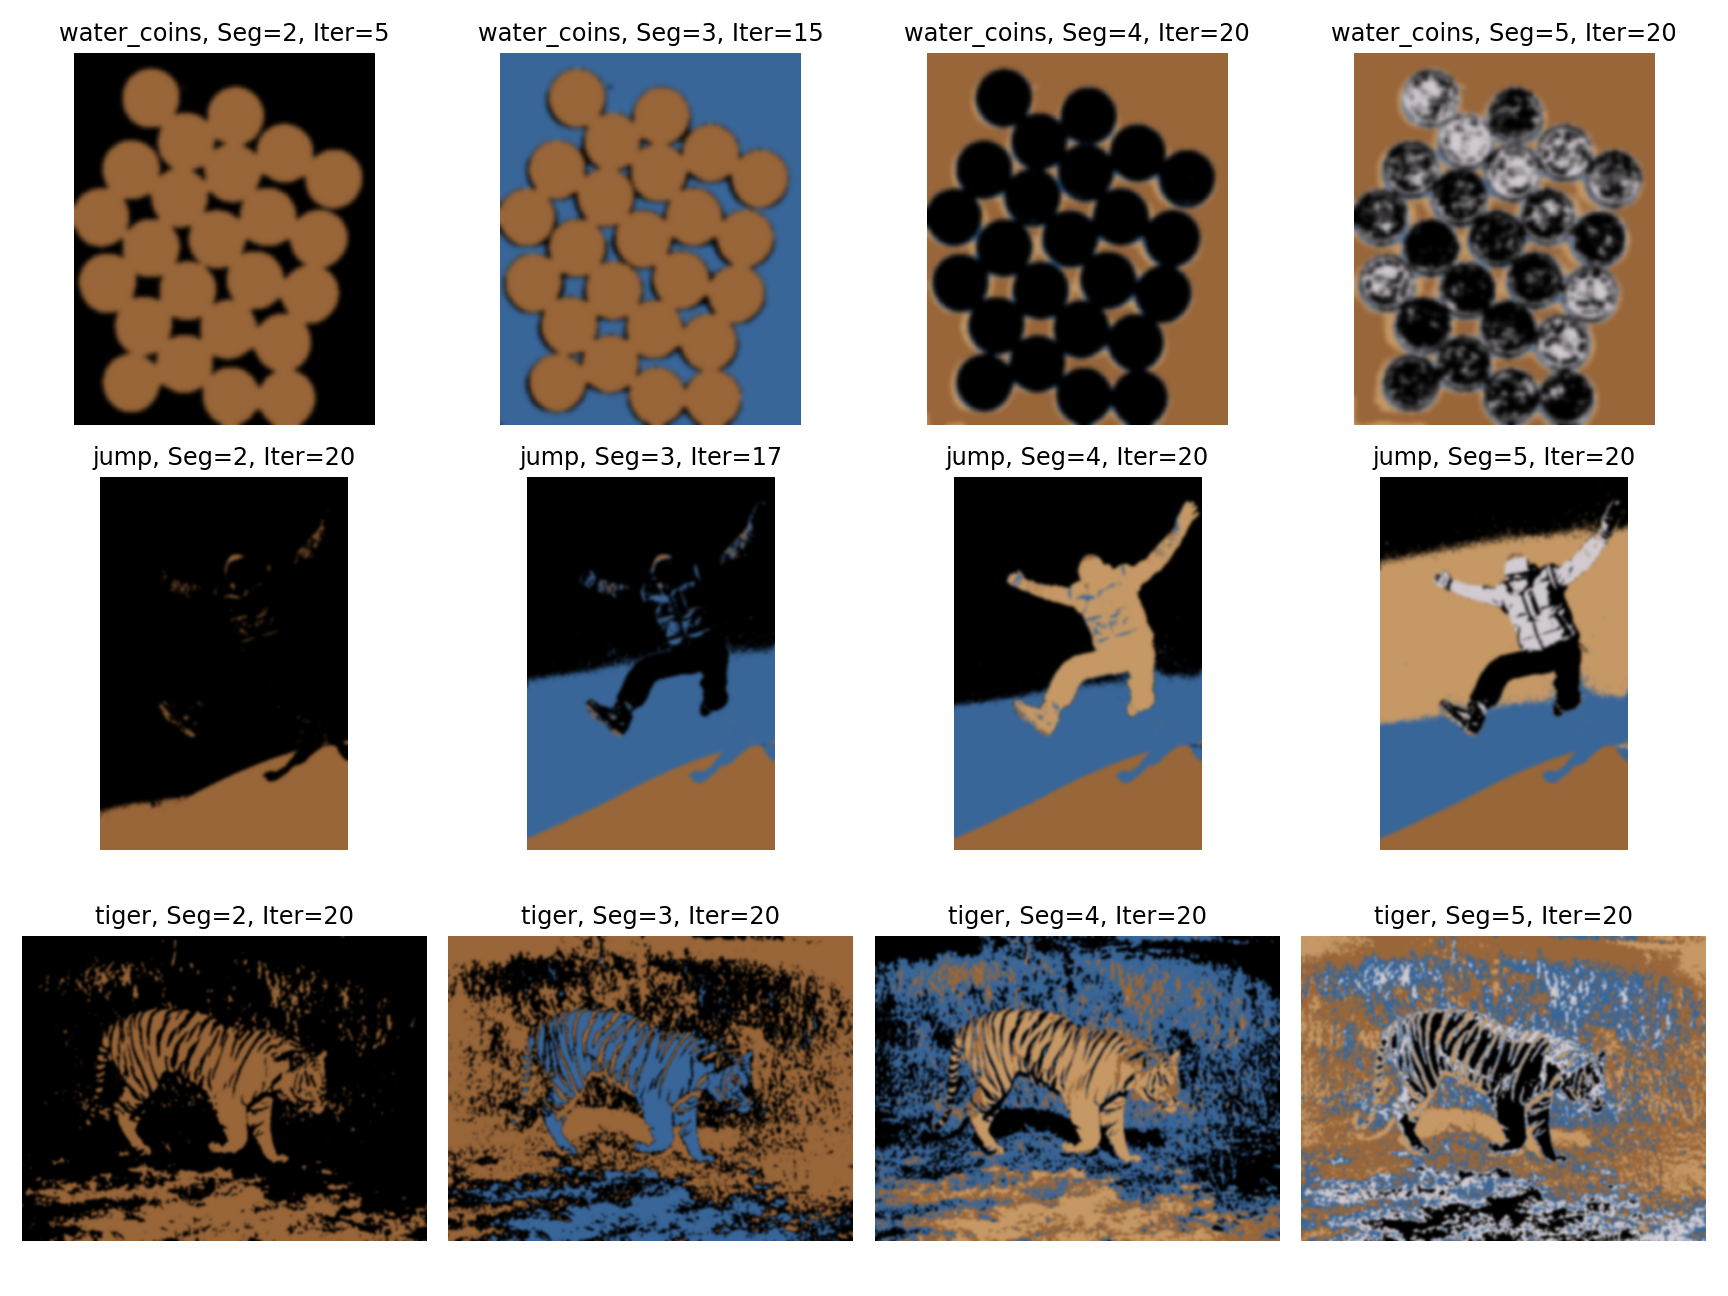 water_coins, Seg=2, Iter=5
water_coins, Seg=3, Iter=15
water_coins, Seg=4, Iter=20
water_coins, Seg=5, Iter=20
jump, Seg=2, Iter=20
jump, Seg=3, Iter=17
jump, Seg=4, Iter=20
jump, Seg=5, Iter=20
tiger, Seg=2, Iter=20
tiger, Seg=3, Iter=20
tiger, Seg=4, Iter=20
tiger, Seg=5, Iter=20